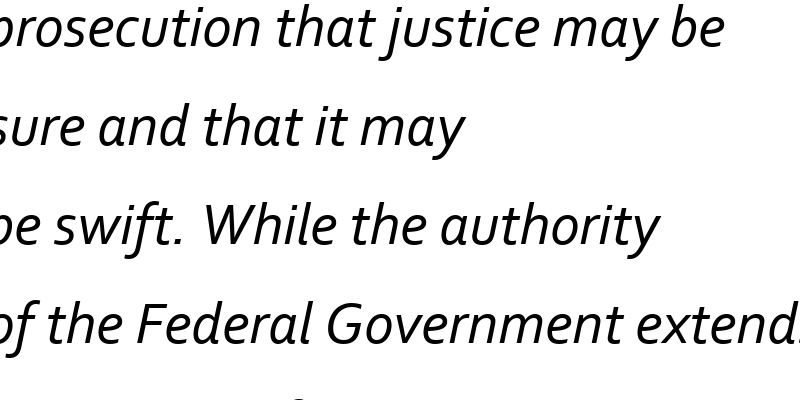 prosecution that justice may be
sure and that it may
be swift. While the authority
of the Federal Government extends